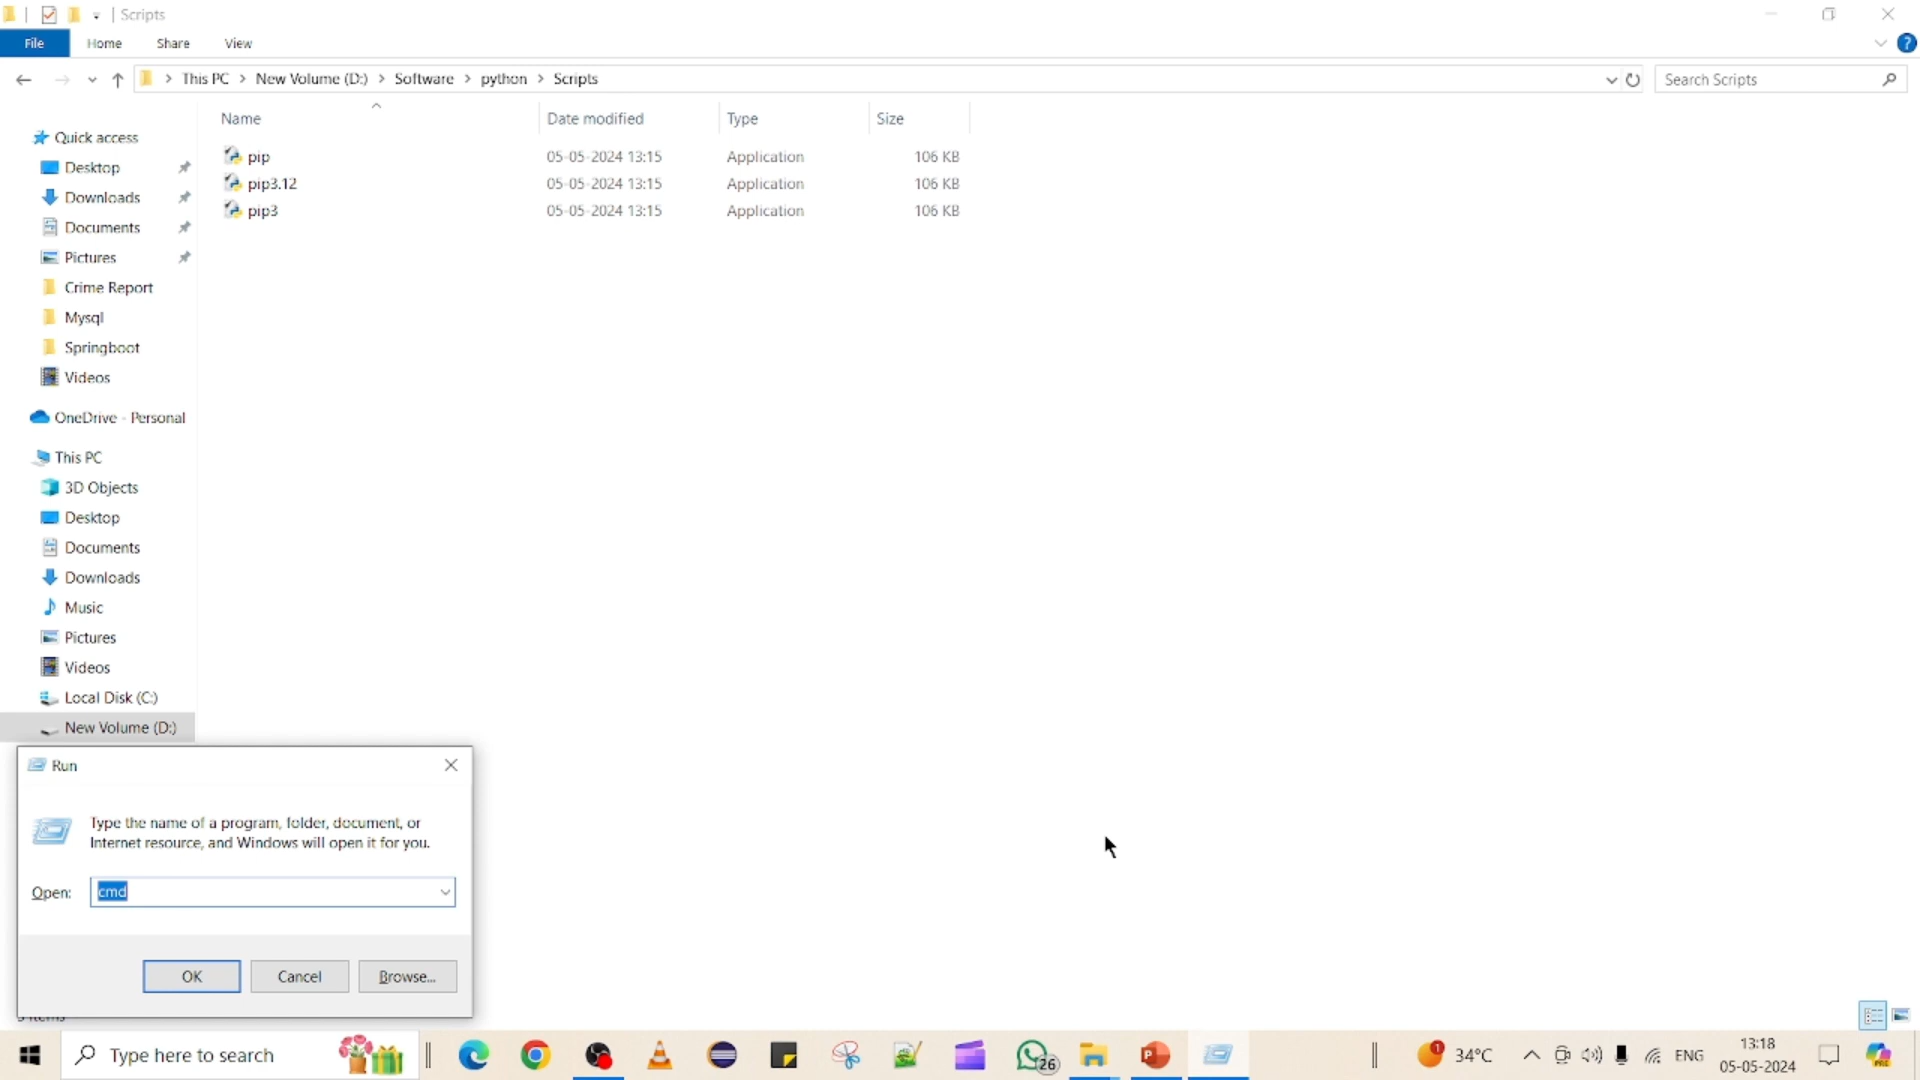 Scripts
File Home Share View
This PC New Volume (D:) Software python Scripts
Search Scripts
Name Date modified Type Size
pip 05-05-2024 13:15 Application 106 KB
pip3.12 05-05-2024 13:15 Application 106 KB
pip3 05-05-2024 13:15 Application 106 KB
Quick access
Desktop
Downloads
Documents
Pictures
Crime Report
Mysql
Springboot
Videos
OneDrive - Personal
This PC
3D Objects
Desktop
Documents
Downloads
Music
Pictures
Videos
Local Disk (C:)
New Volume (D:)
Run
Type the name of a program, folder, document, or
Internet resource, and Windows will open it for you.
Open: cmd
OK Cancel Browse...
Type here to search
26
1 34°C
ENG
13:18
05-05-2024